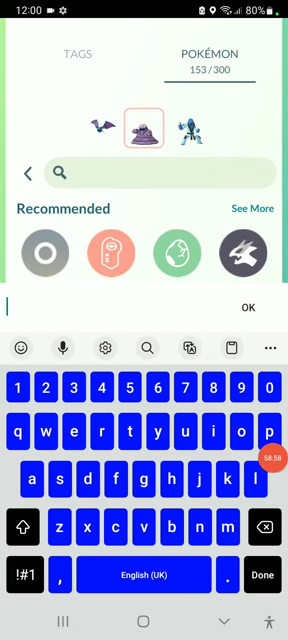 12:00 80%
TAGS POKÉMON
153/300
Recommended See More
OK
1 2 3 4 5 6 7 8 9 0
q w e r t y u i o p
58:58
a s d f g h j k l
z x c v b n m
!#1 , English (UK) . Done